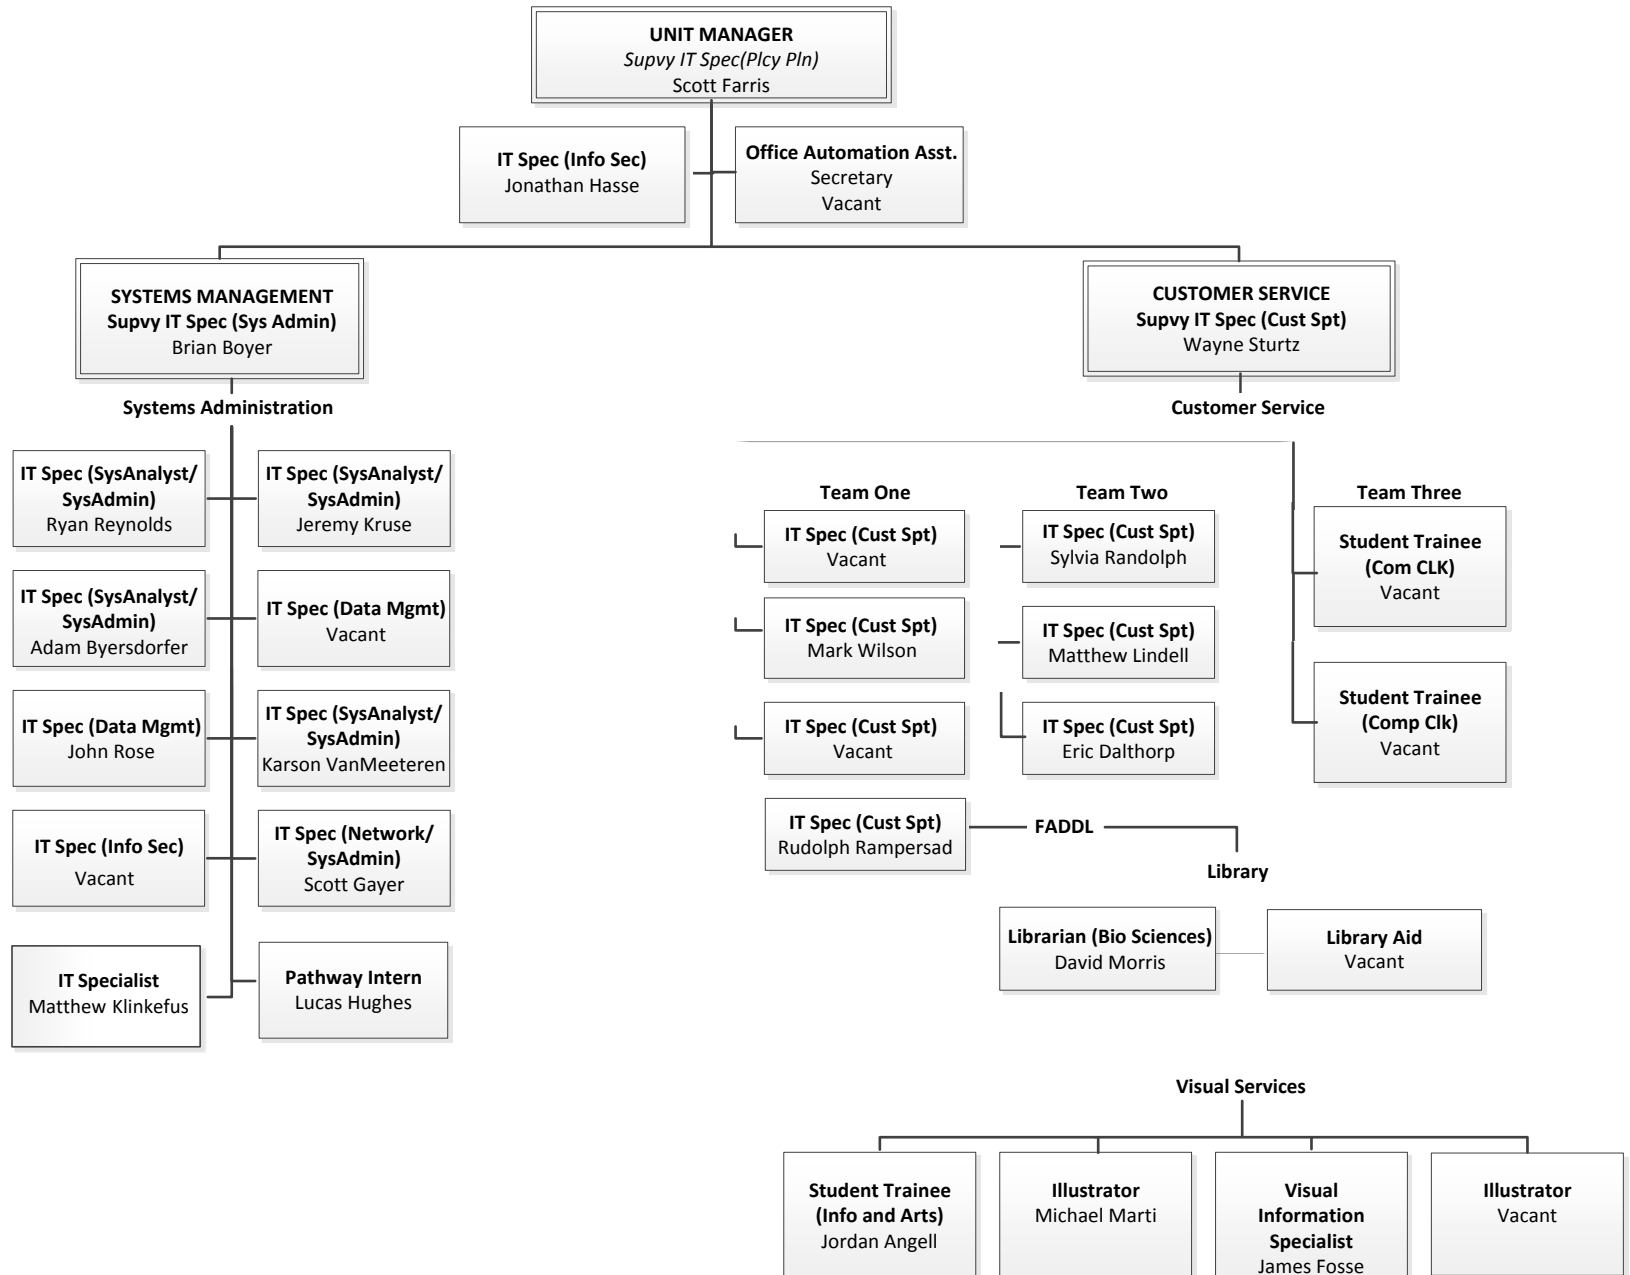 UNIT MANAGER
Supvy IT Spec(Plcy Pln)
Scott Farris
IT Spec (Info Sec)
Jonathan Hasse
Office Automation Asst.
Secretary
Vacant
SYSTEMS MANAGEMENT
Supvy IT Spec (Sys Admin)
Brian Boyer
CUSTOMER SERVICE
Supvy IT Spec (Cust Spt)
Wayne Sturtz
Systems Administration
IT Spec (SysAnalyst/
SysAdmin)
Ryan Reynolds
IT Spec (SysAnalyst/
SysAdmin)
Jeremy Kruse
IT Spec (SysAnalyst/
SysAdmin)
Adam Byersdorfer
IT Spec (Data Mgmt)
Vacant
IT Spec (Data Mgmt)
John Rose
IT Spec (SysAnalyst/
SysAdmin)
Karson VanMeeteren
IT Spec (Info Sec)
Vacant
IT Spec (Network/
SysAdmin)
Scott Gayer
IT Specialist
Matthew Klinkefus
Pathway Intern
Lucas Hughes
Customer Service
Team One
IT Spec (Cust Spt)
Vacant
IT Spec (Cust Spt)
Mark Wilson
IT Spec (Cust Spt)
Vacant
IT Spec (Cust Spt)
Rudolph Rampersad
Team Two
IT Spec (Cust Spt)
Sylvia Randolph
IT Spec (Cust Spt)
Matthew Lindell
IT Spec (Cust Spt)
Eric Dalthorp
Team Three
Student Trainee
(Com CLK)
Vacant
Student Trainee
(Comp Clk)
Vacant
FADDL
Library
Librarian (Bio Sciences)
David Morris
Library Aid
Vacant
Visual Services
Student Trainee
(Info and Arts)
Jordan Angell
Illustrator
Michael Marti
Visual
Information
Specialist
James Fosse
Illustrator
Vacant